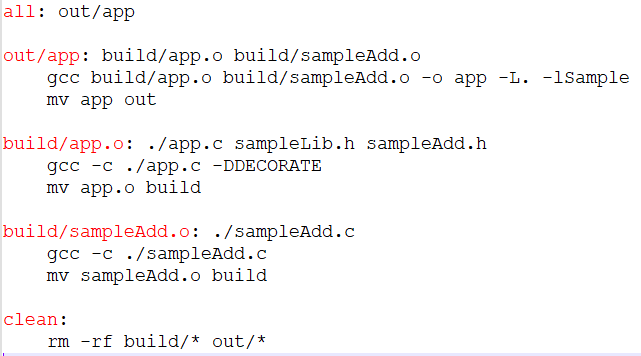 all: out/app
out/app: build/app.o build/sampleAdd.o
gcc build/app.o build/sampleAdd.o -o app -L. -lSample
mv app out
build/app.o: ./app.c sampleLib.h sampleAdd.h
gcc -c ./app.c -DDECORATE
mv app.o build
build/sampleAdd.o: ./sampleAdd.c
gcc -c ./sampleAdd.c
mv sampleAdd.o build
clean:
rm -rf build/* out/*